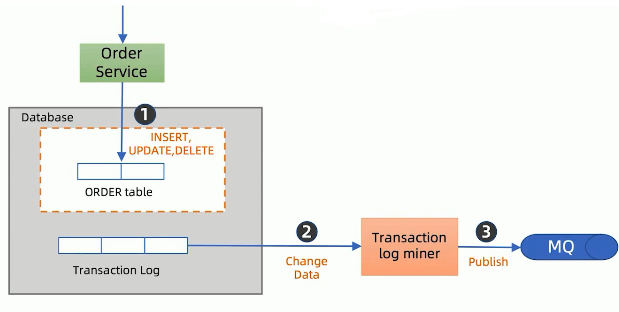 Order
Service
1
Database
INSERT,
UPDATE,DELETE
ORDER table
2
3
Transaction
log miner
MQ
Change
Data
Publish
Transaction Log